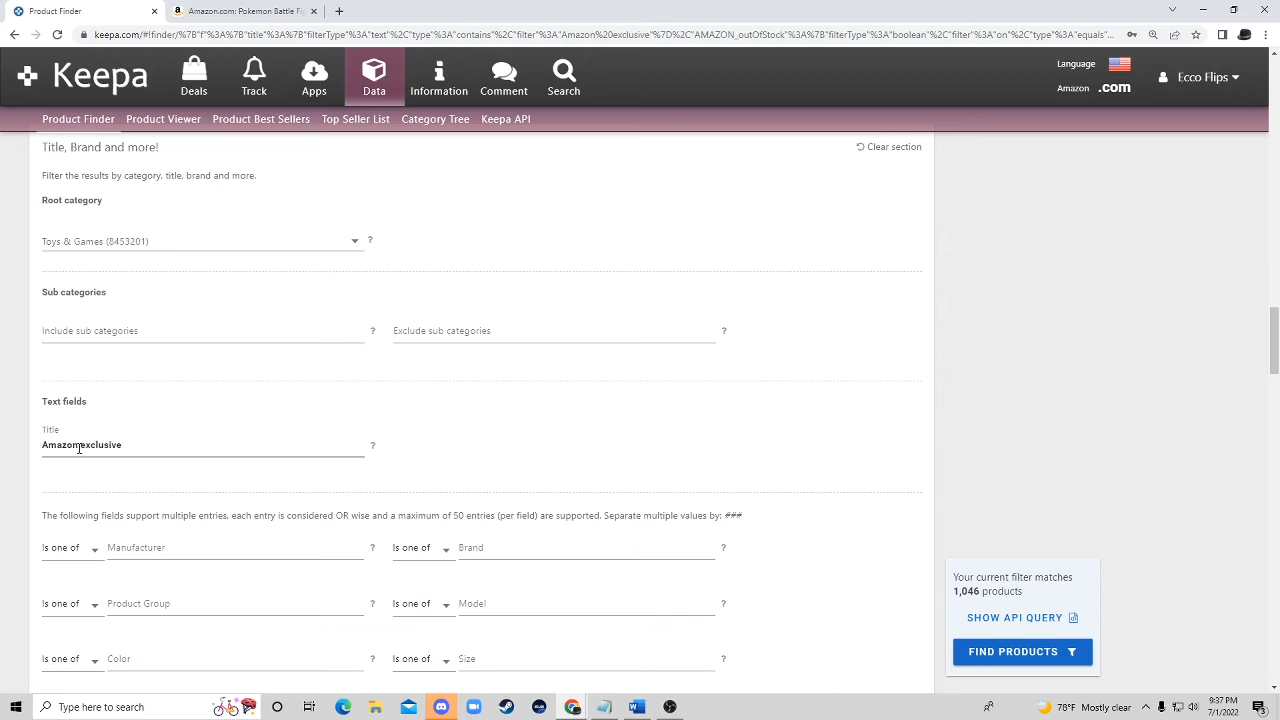 Product Finder
Amazon.com: Pokemon Battle Fi
keepa.com/#!finder/%7B"f"%3A%7B"title"%3A%7B"filterType"%3A"text"%2C"type"%3A"contains"%2C"filter"%3A"Amazon exclusive"%7D%2C"AMAZON_outOfStock"%3A%7B"filterType"%3A"boolean"%2C"filter"%3A"on"%2C"type"%3A"equals"...
Keepa
Deals
Track
Apps
Data
Information
Comment
Search
Language
Amazon .com
Ecco Flips
Product Finder Product Viewer Product Best Sellers Top Seller List Category Tree Keepa API
Title, Brand and more!
Clear section
Filter the results by category, title, brand and more.
Root category
Toys & Games (8453201) ?
Sub categories
Include sub categories ? Exclude sub categories ?
Text fields
Title
Amazon exclusive ?
The following fields support multiple entries, each entry is considered OR wise and a maximum of 50 entries (per field) are supported. Separate multiple values by: ###
Is one of Manufacturer ? Is one of Brand ?
Is one of Product Group ? Is one of Model ?
Is one of Color ? Is one of Size ?
Your current filter matches
1,046 products
SHOW API QUERY
FIND PRODUCTS
Type here to search
78°F Mostly clear
9:37 PM
7/1/2022